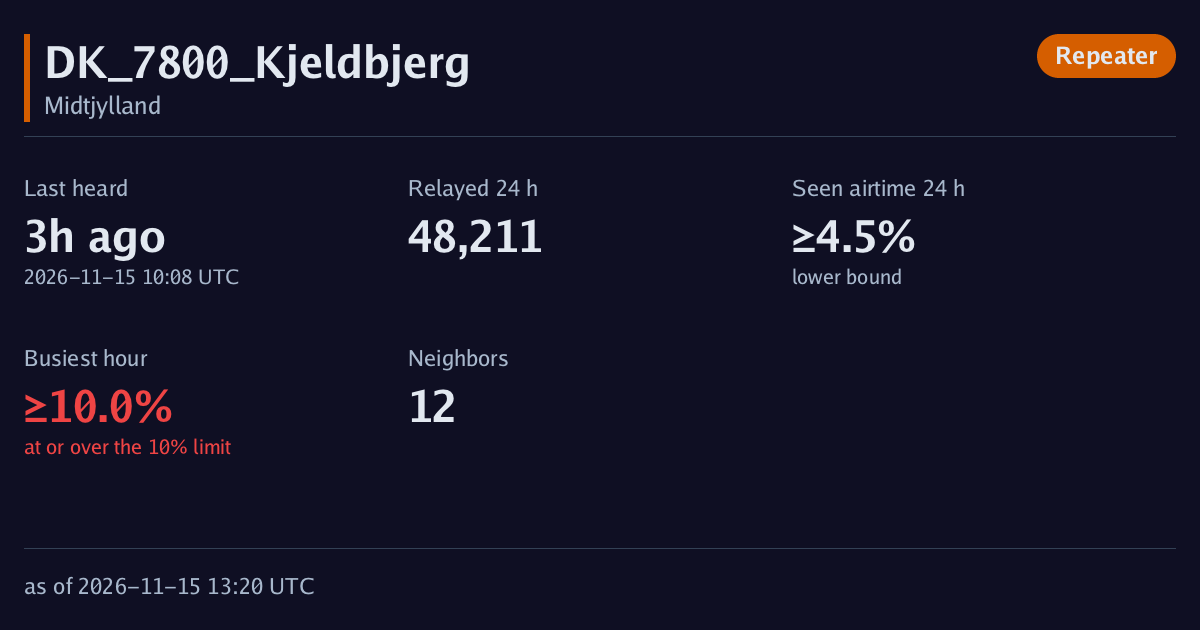 DK_7800_Kjeldbjerg
Repeater
Midtjylland
Last heard
3h ago
2026-11-15 10:08 UTC
Relayed 24 h
48,211
Seen airtime 24 h
≥4.5%
lower bound
Busiest hour
≥10.0%
at or over the 10% limit
Neighbors
12
as of 2026-11-15 13:20 UTC